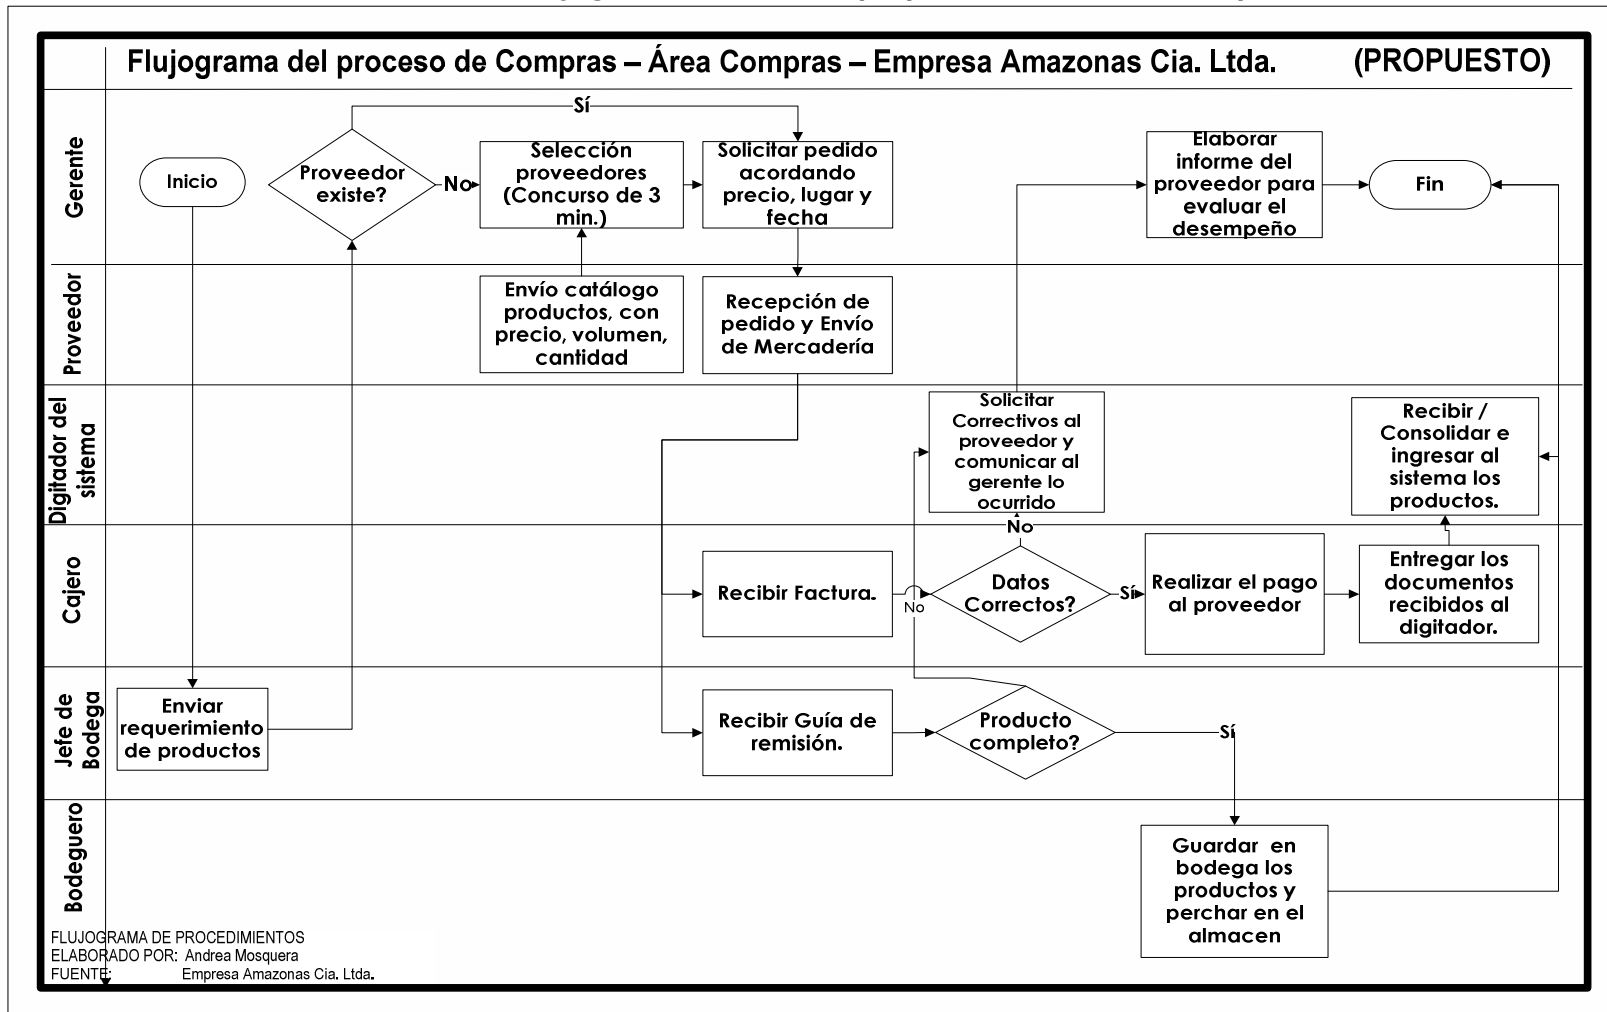 Flujograma del proceso de Compras – Área Compras – Empresa Amazonas Cia. Ltda. (PROPUESTO)
Gerente
Inicio
Proveedor
existe?
Sí
No
Selección
proveedores
(Concurso de 3
min.)
Solicitar pedido
acordando
precio, lugar y
fecha
Elaborar
informe del
proveedor para
evaluar el
desempeño
Fin
Proveedor
Envío catálogo
productos, con
precio, volumen,
cantidad
Recepción de
pedido y Envío
de Mercadería
Digitador del
sistema
Solicitar
Correctivos al
proveedor y
comunicar al
gerente lo
ocurrido
Recibir /
Consolidar e
ingresar al
sistema los
productos.
Cajero
Recibir Factura.
No
No
Datos
Correctos?
Sí
Realizar el pago
al proveedor
Entregar los
documentos
recibidos al
digitador.
Jefe de
Bodega
Enviar
requerimiento
de productos
Recibir Guía de
remisión.
Producto
completo?
Sí
Bodeguero
Guardar en
bodega los
productos y
perchar en el
almacen
FLUJOGRAMA DE PROCEDIMIENTOS
ELABORADO POR: Andrea Mosquera
FUENTE: Empresa Amazonas Cia. Ltda.